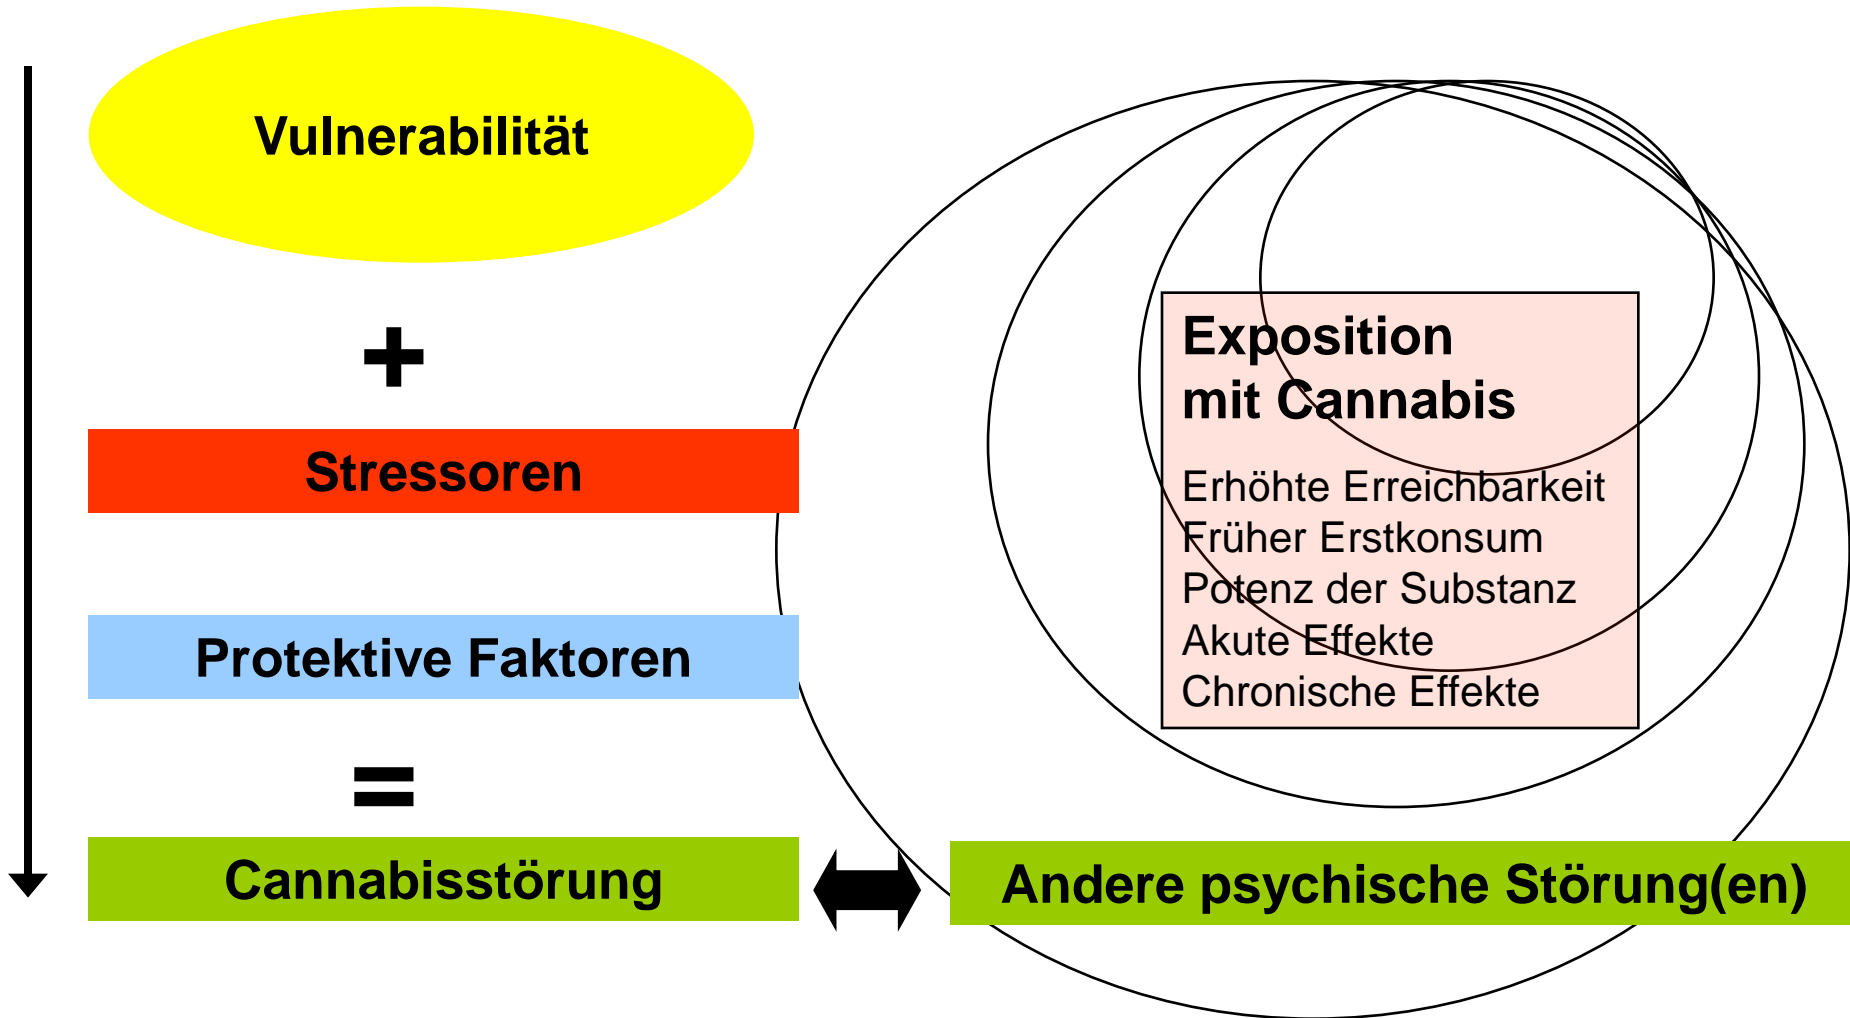 Vulnerabilität
+
Stressoren
Protektive Faktoren
=
Cannabisstörung
Exposition
mit Cannabis
Erhöhte Erreichbarkeit
Früher Erstkonsum
Potenz der Substanz
Akute Effekte
Chronische Effekte
Andere psychische Störung(en)